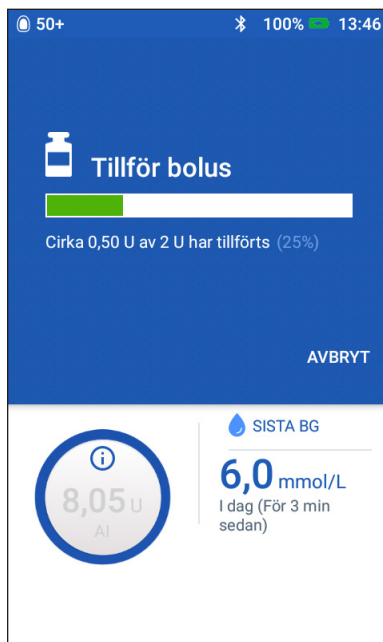 50+ 100% 13:46
Tillför bolus
Cirka 0,50 U av 2 U har tillförts (25%)
AVBRYT
SISTA BG
8,05 U
AI
6,0 mmol/L
I dag (För 3 min
sedan)